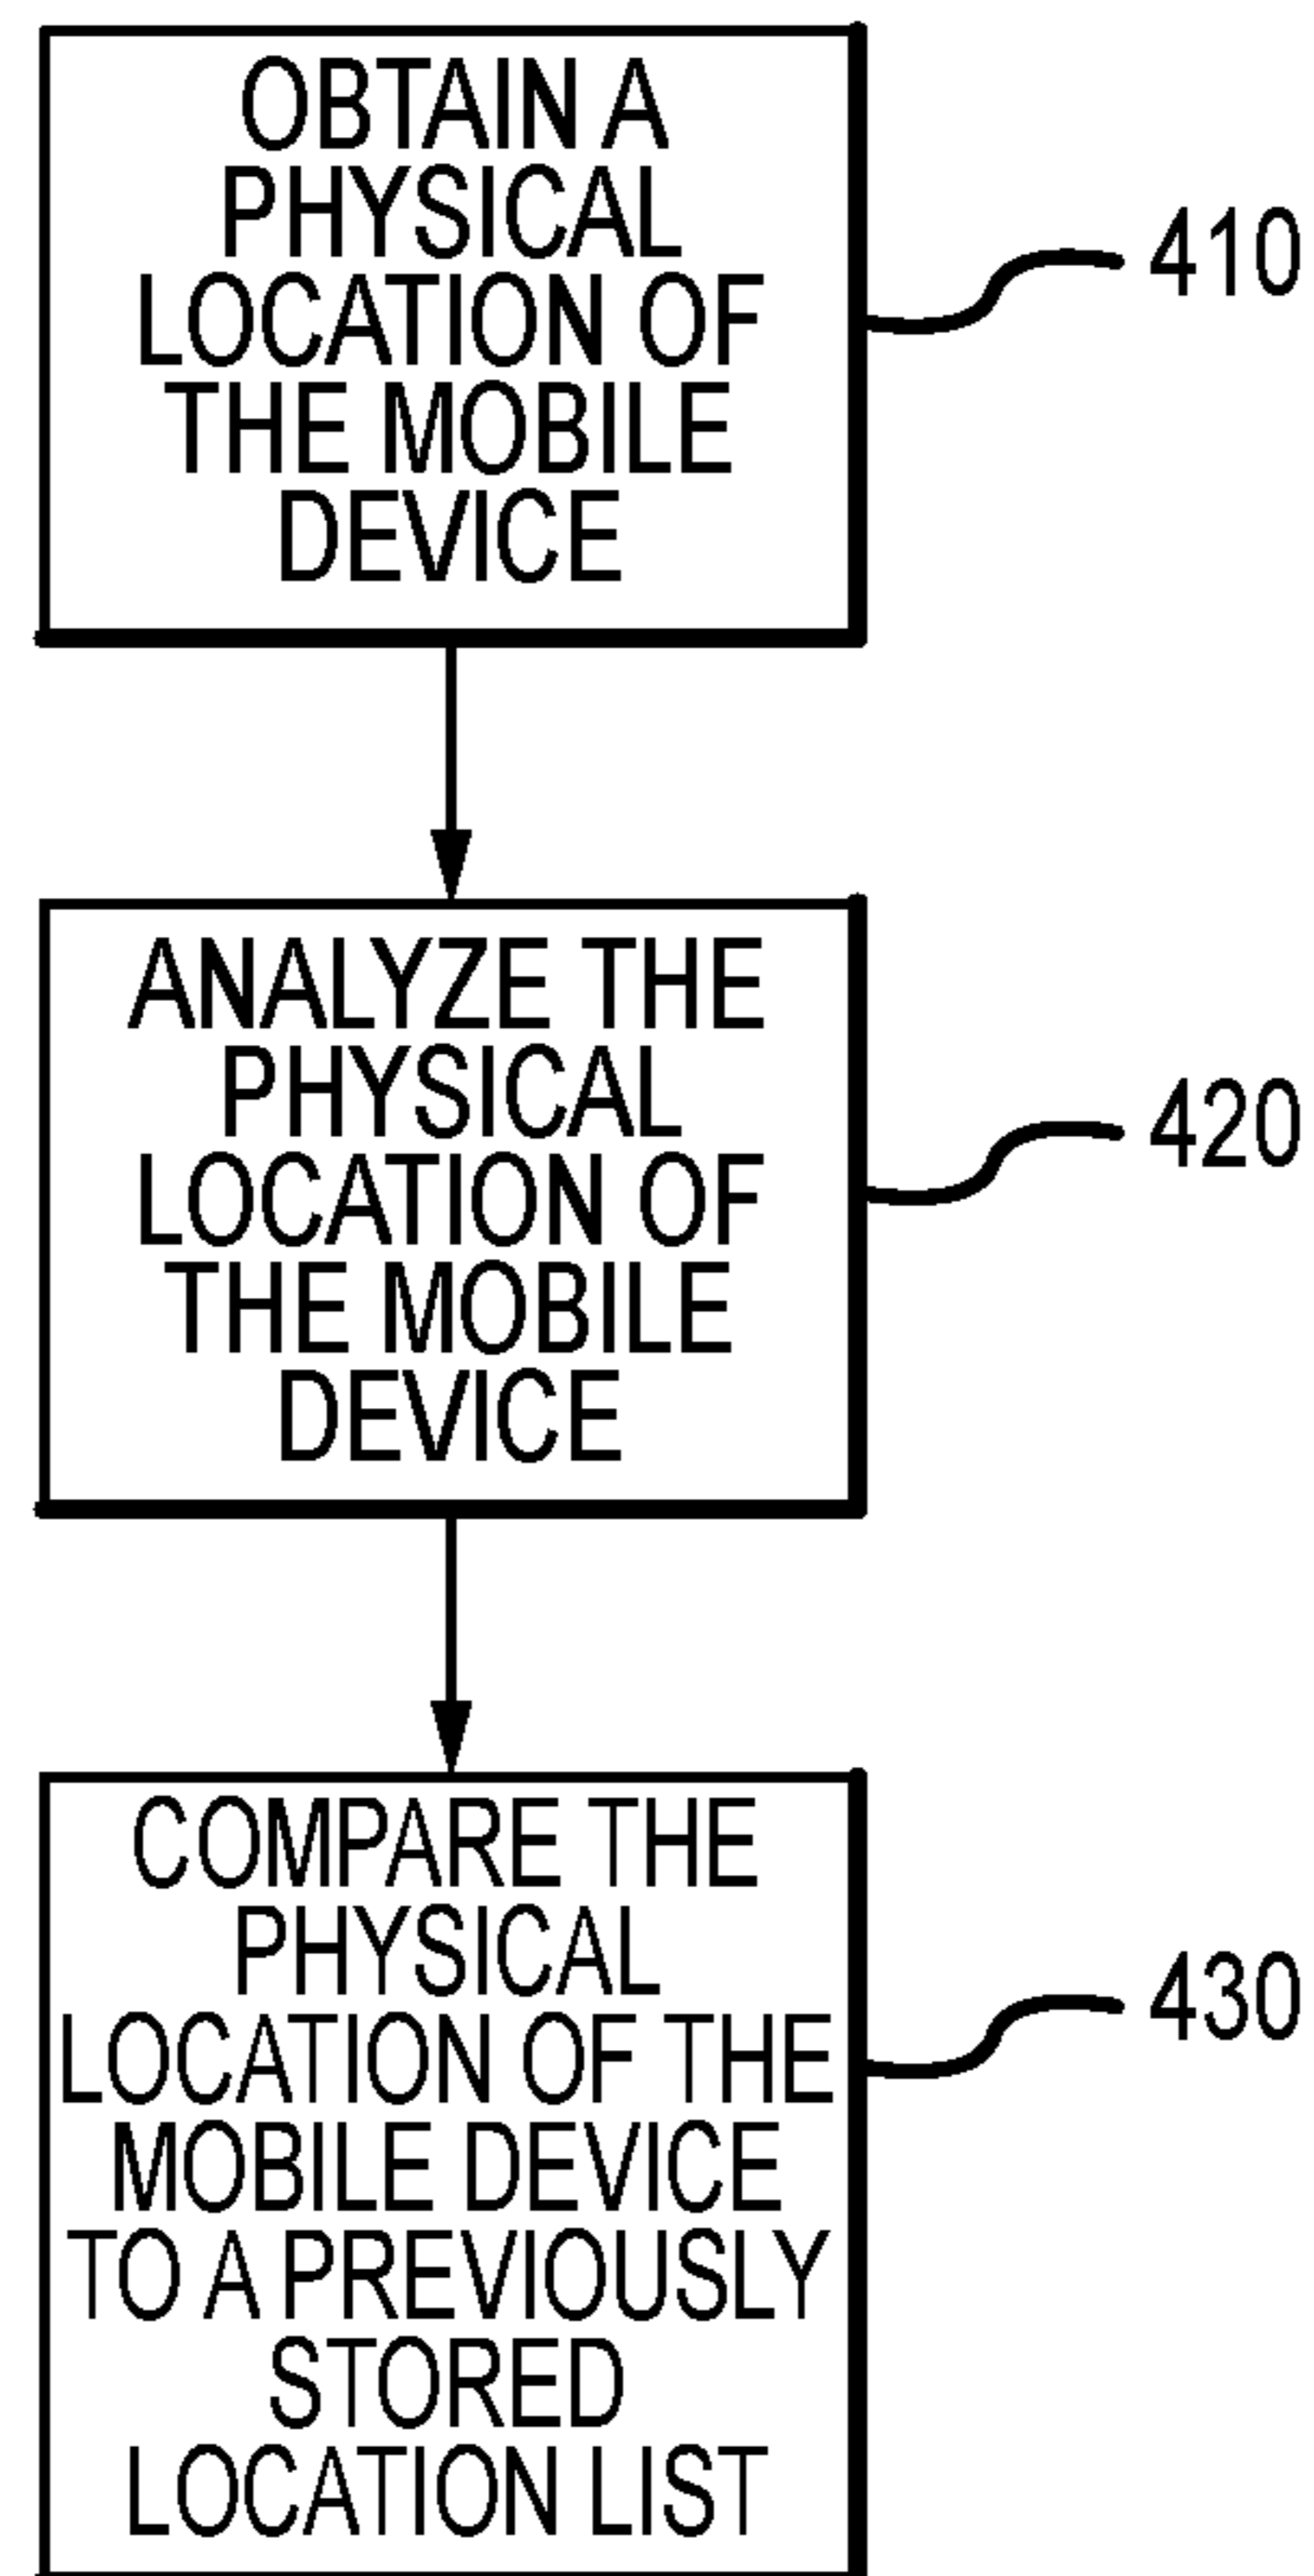 OBTAIN A
PHYSICAL
LOCATION OF
THE MOBILE
DEVICE
410
ANALYZE THE
PHYSICAL
LOCATION OF
THE MOBILE
DEVICE
420
COMPARE THE
PHYSICAL
LOCATION OF THE
MOBILE DEVICE
TO A PREVIOUSLY
STORED
LOCATION LIST
430